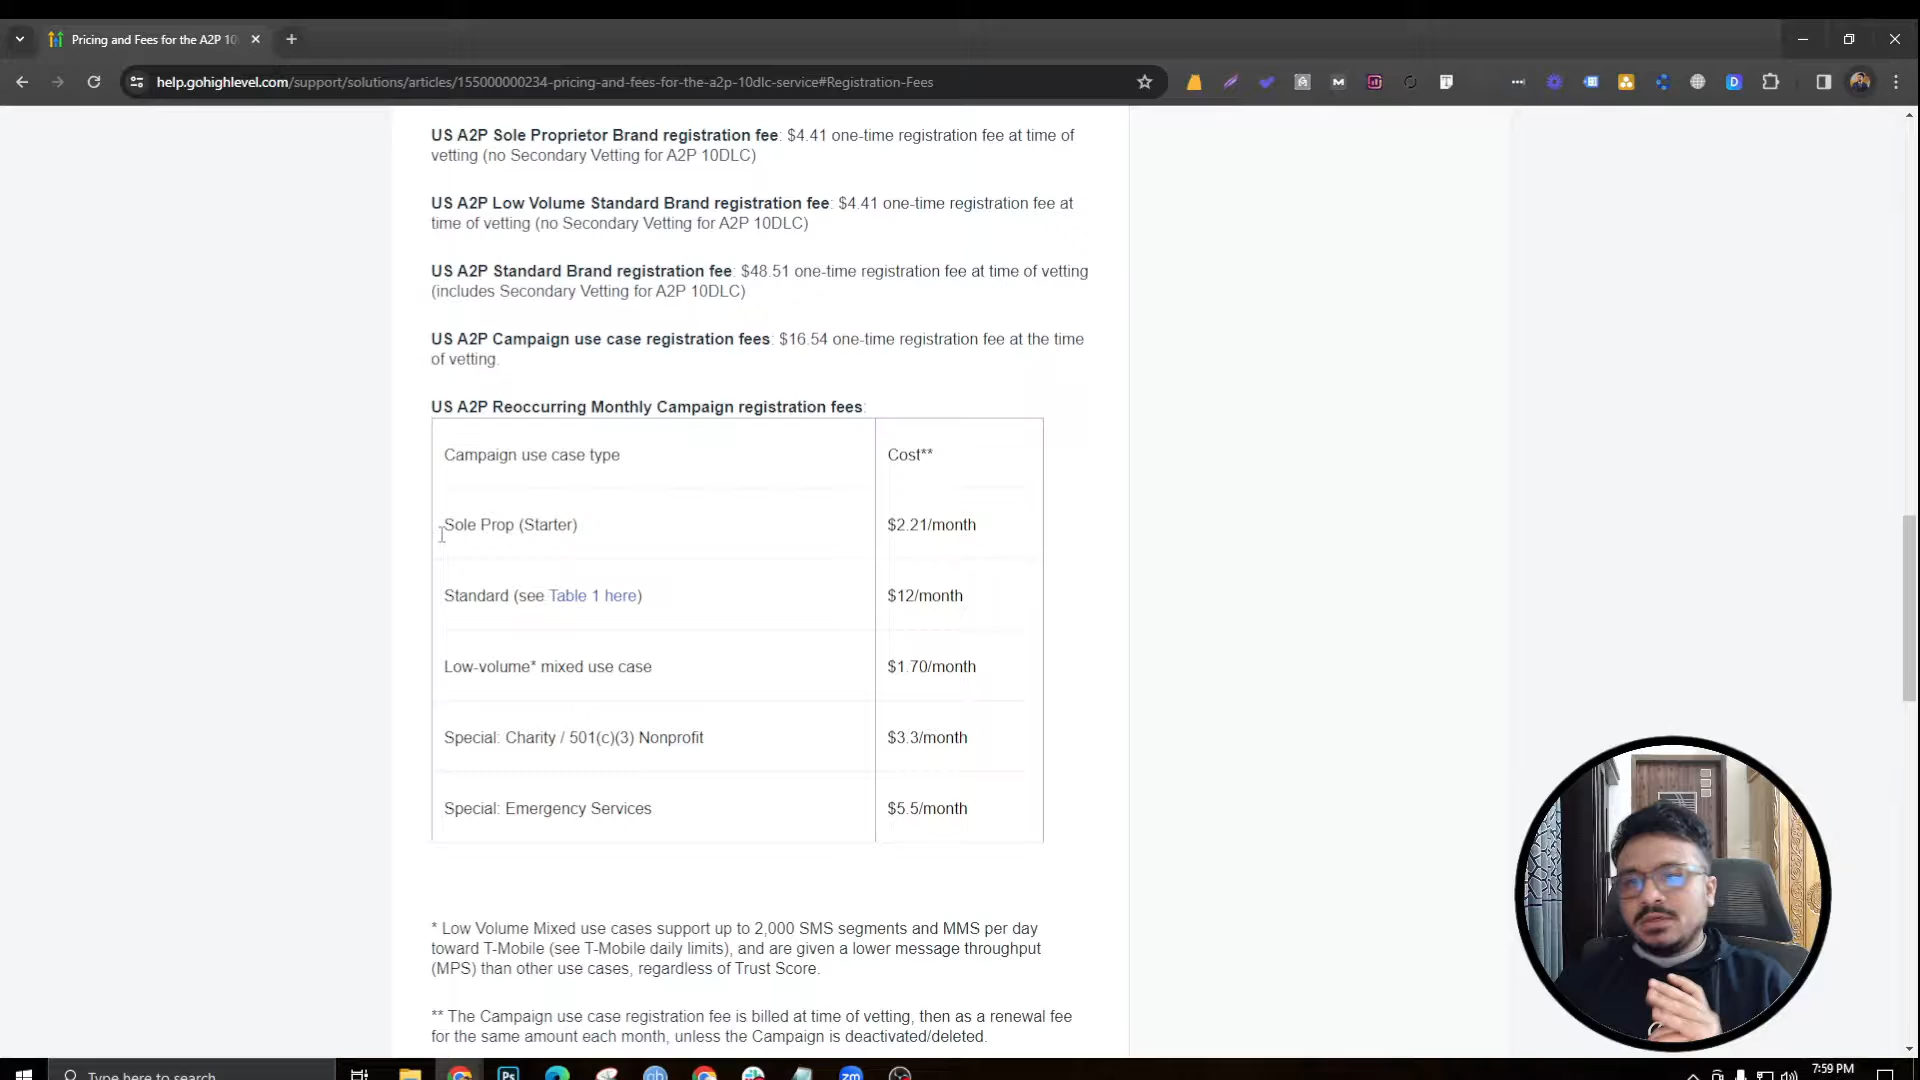 Pricing and Fees for the A2P 10
help.gohighlevel.com/support/solutions/articles/155000000234-pricing-and-fees-for-the-a2p-10dlc-service#Registration-Fees
US A2P Sole Proprietor Brand registration fee: $4.41 one-time registration fee at time of
vetting (no Secondary Vetting for A2P 10DLC)
US A2P Low Volume Standard Brand registration fee: $4.41 one-time registration fee at
time of vetting (no Secondary Vetting for A2P 10DLC)
US A2P Standard Brand registration fee: $48.51 one-time registration fee at time of vetting
(includes Secondary Vetting for A2P 10DLC)
US A2P Campaign use case registration fees: $16.54 one-time registration fee at the time
of vetting.
US A2P Reoccurring Monthly Campaign registration fees:
Campaign use case type Cost**
Sole Prop (Starter) $2.21/month
Standard (see Table 1 here) $12/month
Low-volume* mixed use case $1.70/month
Special: Charity / 501(c)(3) Nonprofit $3.3/month
Special: Emergency Services $5.5/month
* Low Volume Mixed use cases support up to 2,000 SMS segments and MMS per day
toward T-Mobile (see T-Mobile daily limits), and are given a lower message throughput
(MPS) than other use cases, regardless of Trust Score.
** The Campaign use case registration fee is billed at time of vetting, then as a renewal fee
for the same amount each month, unless the Campaign is deactivated/deleted.
Type here to search
Ps
qb
zm
7:59 PM